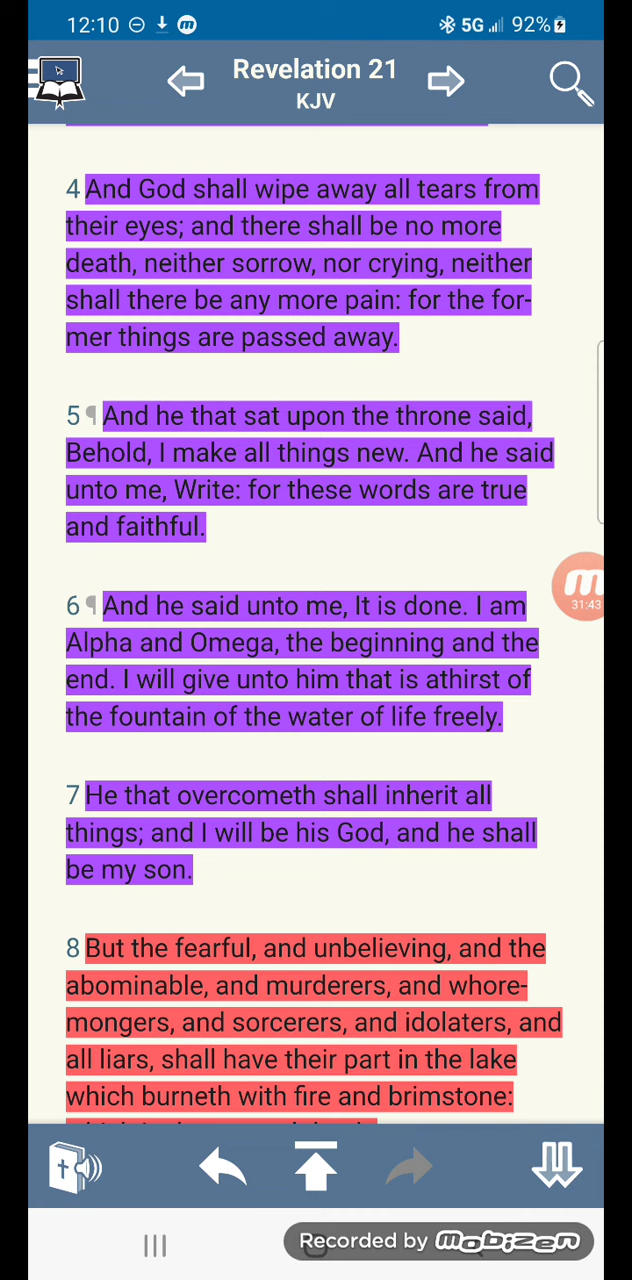 12:10
5G 92%
Revelation 21
KJV
4 And God shall wipe away all tears from
their eyes; and there shall be no more
death, neither sorrow, nor crying, neither
shall there be any more pain: for the for-
mer things are passed away.
5 ¶ And he that sat upon the throne said,
Behold, I make all things new. And he said
unto me, Write: for these words are true
and faithful.
6 ¶ And he said unto me, It is done. I am
Alpha and Omega, the beginning and the
end. I will give unto him that is athirst of
the fountain of the water of life freely.
31:43
7 He that overcometh shall inherit all
things; and I will be his God, and he shall
be my son.
8 But the fearful, and unbelieving, and the
abominable, and murderers, and whore-
mongers, and sorcerers, and idolaters, and
all liars, shall have their part in the lake
which burneth with fire and brimstone:
Recorded by mobizen